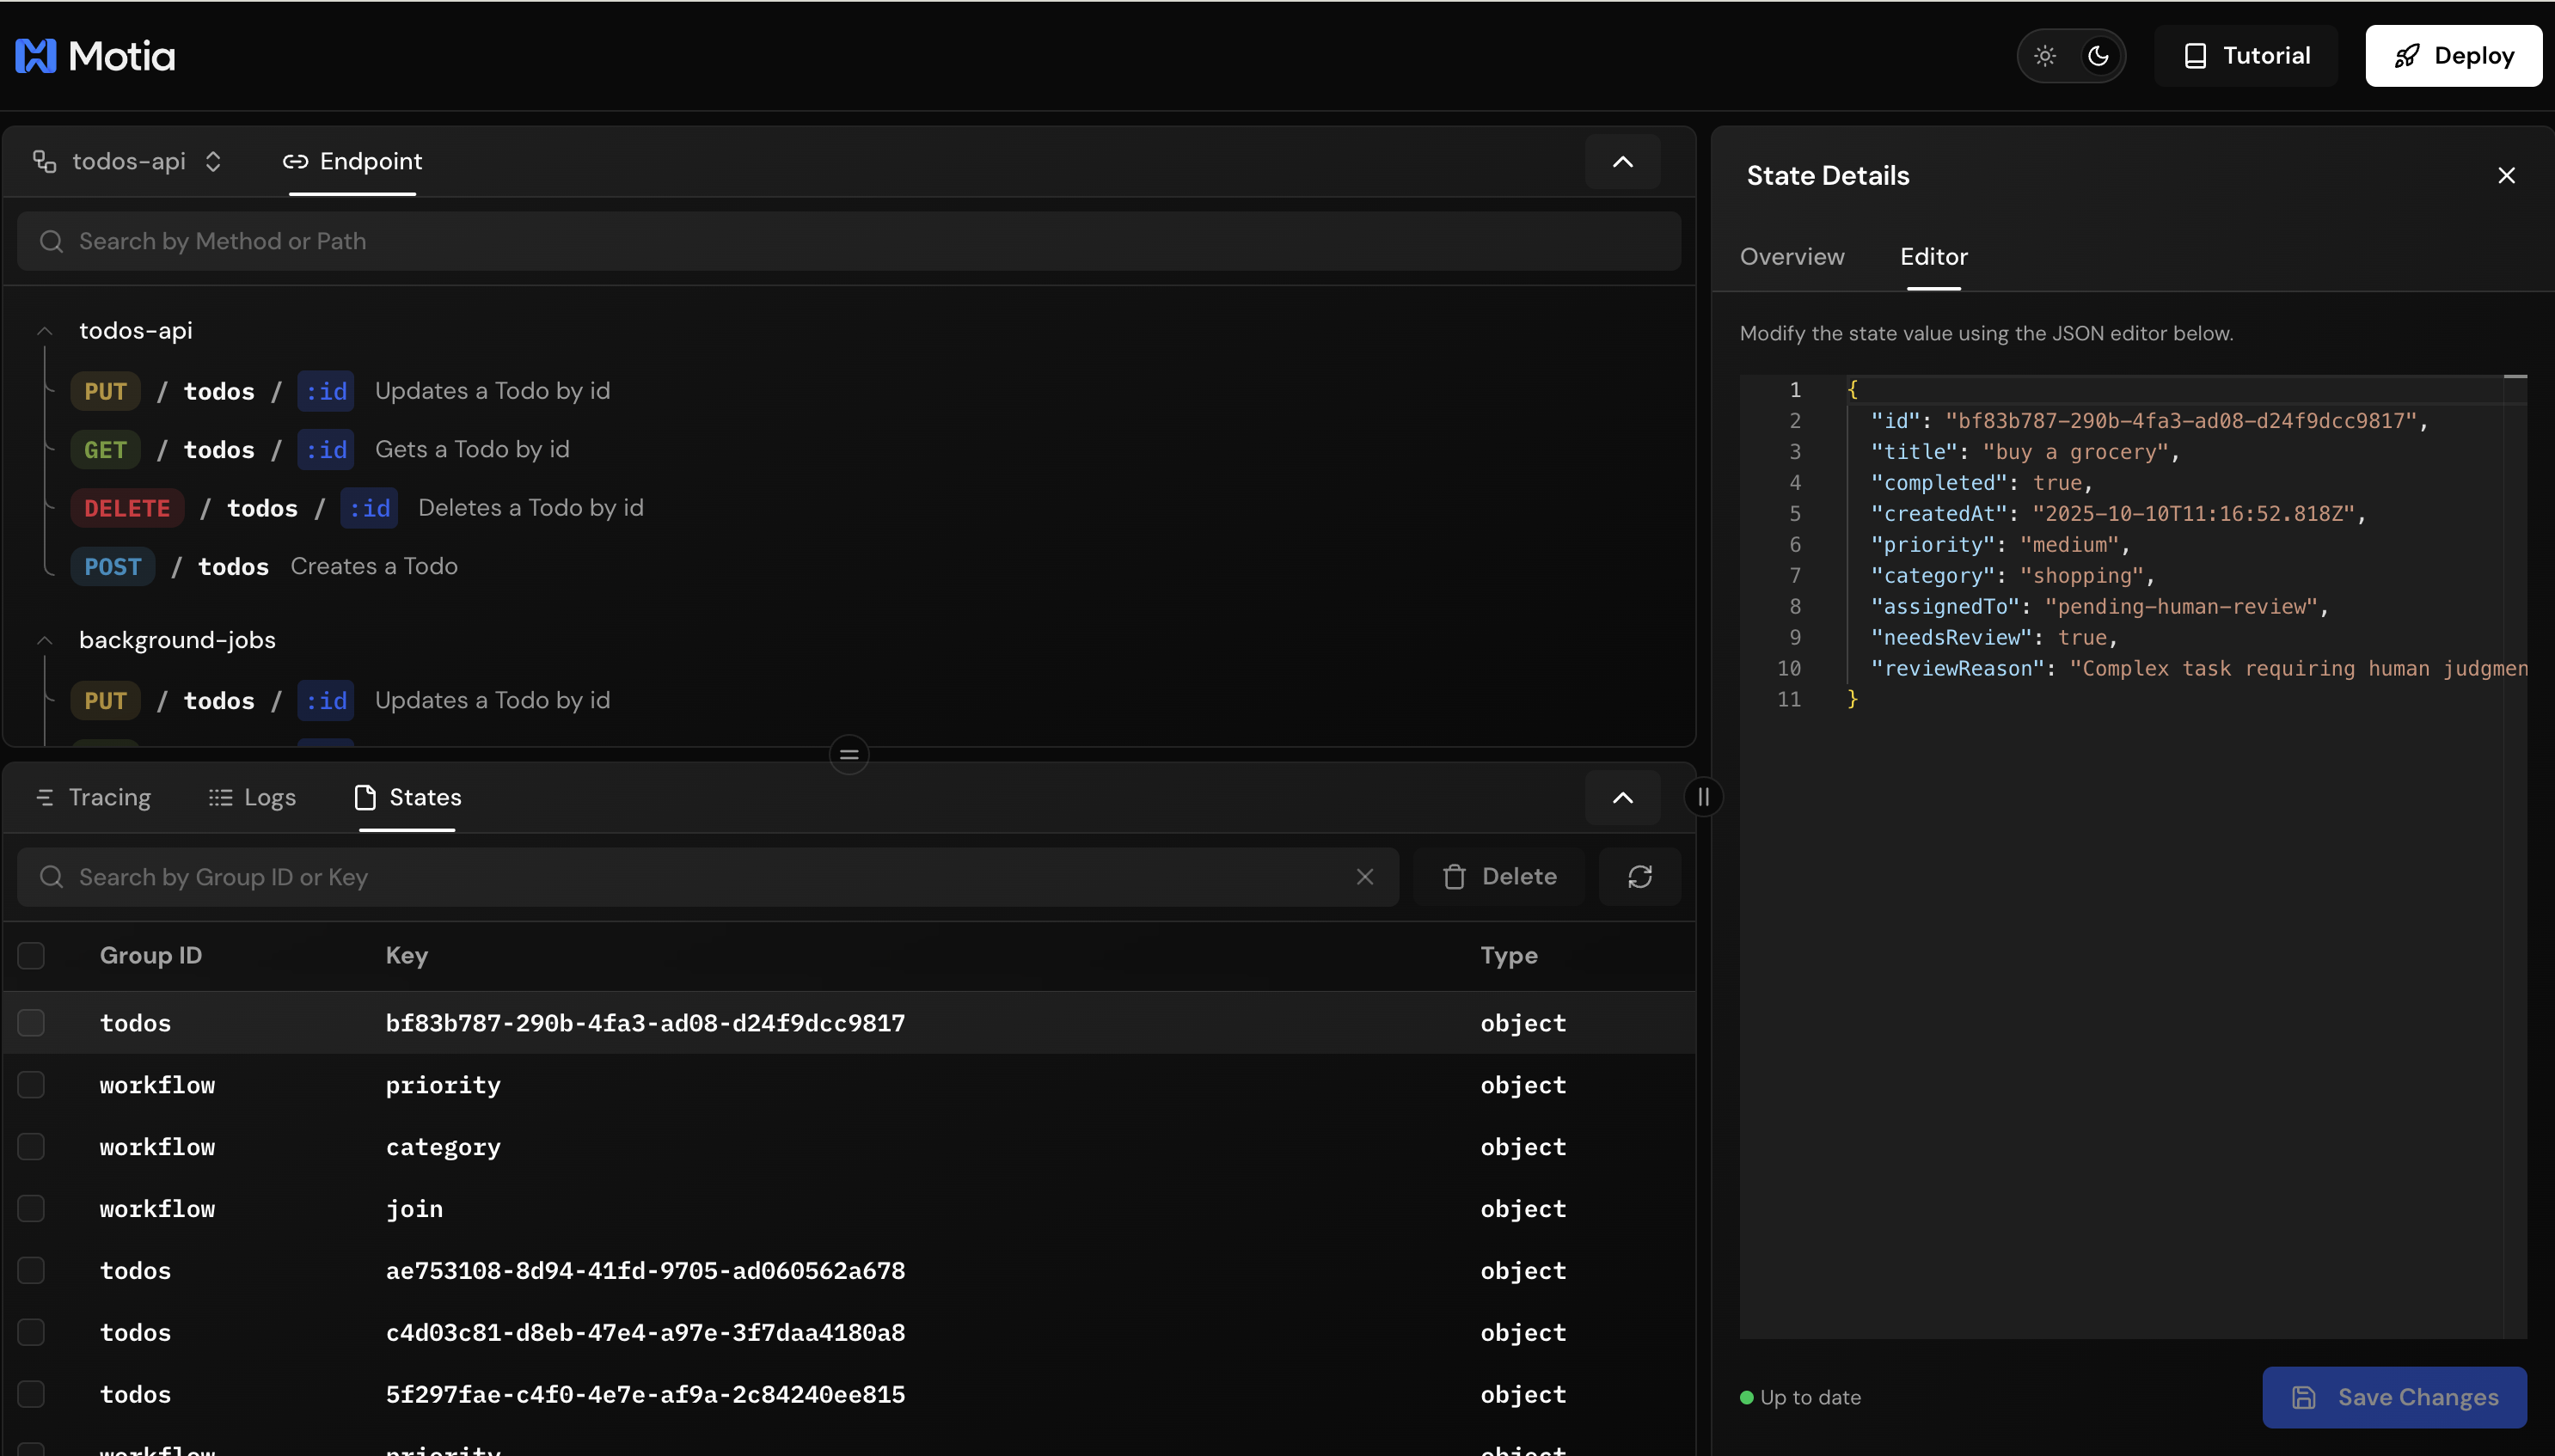 Motia
Tutorial
Deploy
todos-api
Endpoint
Search by Method or Path
todos-api
PUT / todos / :id Updates a Todo by id
GET / todos / :id Gets a Todo by id
DELETE / todos / :id Deletes a Todo by id
POST / todos Creates a Todo
background-jobs
PUT / todos / :id Updates a Todo by id
Tracing
Logs
States
Search by Group ID or Key
Delete
Group ID Key Type
todos bf83b787-290b-4fa3-ad08-d24f9dcc9817 object
workflow priority object
workflow category object
workflow join object
todos ae753108-8d94-41fd-9705-ad060562a678 object
todos c4d03c81-d8eb-47e4-a97e-3f7daa4180a8 object
todos 5f297fae-c4f0-4e7e-af9a-2c84240ee815 object
workflow priority object
State Details
Overview
Editor
Modify the state value using the JSON editor below.
1 {
2 "id": "bf83b787-290b-4fa3-ad08-d24f9dcc9817",
3 "title": "buy a grocery",
4 "completed": true,
5 "createdAt": "2025-10-10T11:16:52.818Z",
6 "priority": "medium",
7 "category": "shopping",
8 "assignedTo": "pending-human-review",
9 "needsReview": true,
10 "reviewReason": "Complex task requiring human judgmen
11 }
Up to date
Save Changes